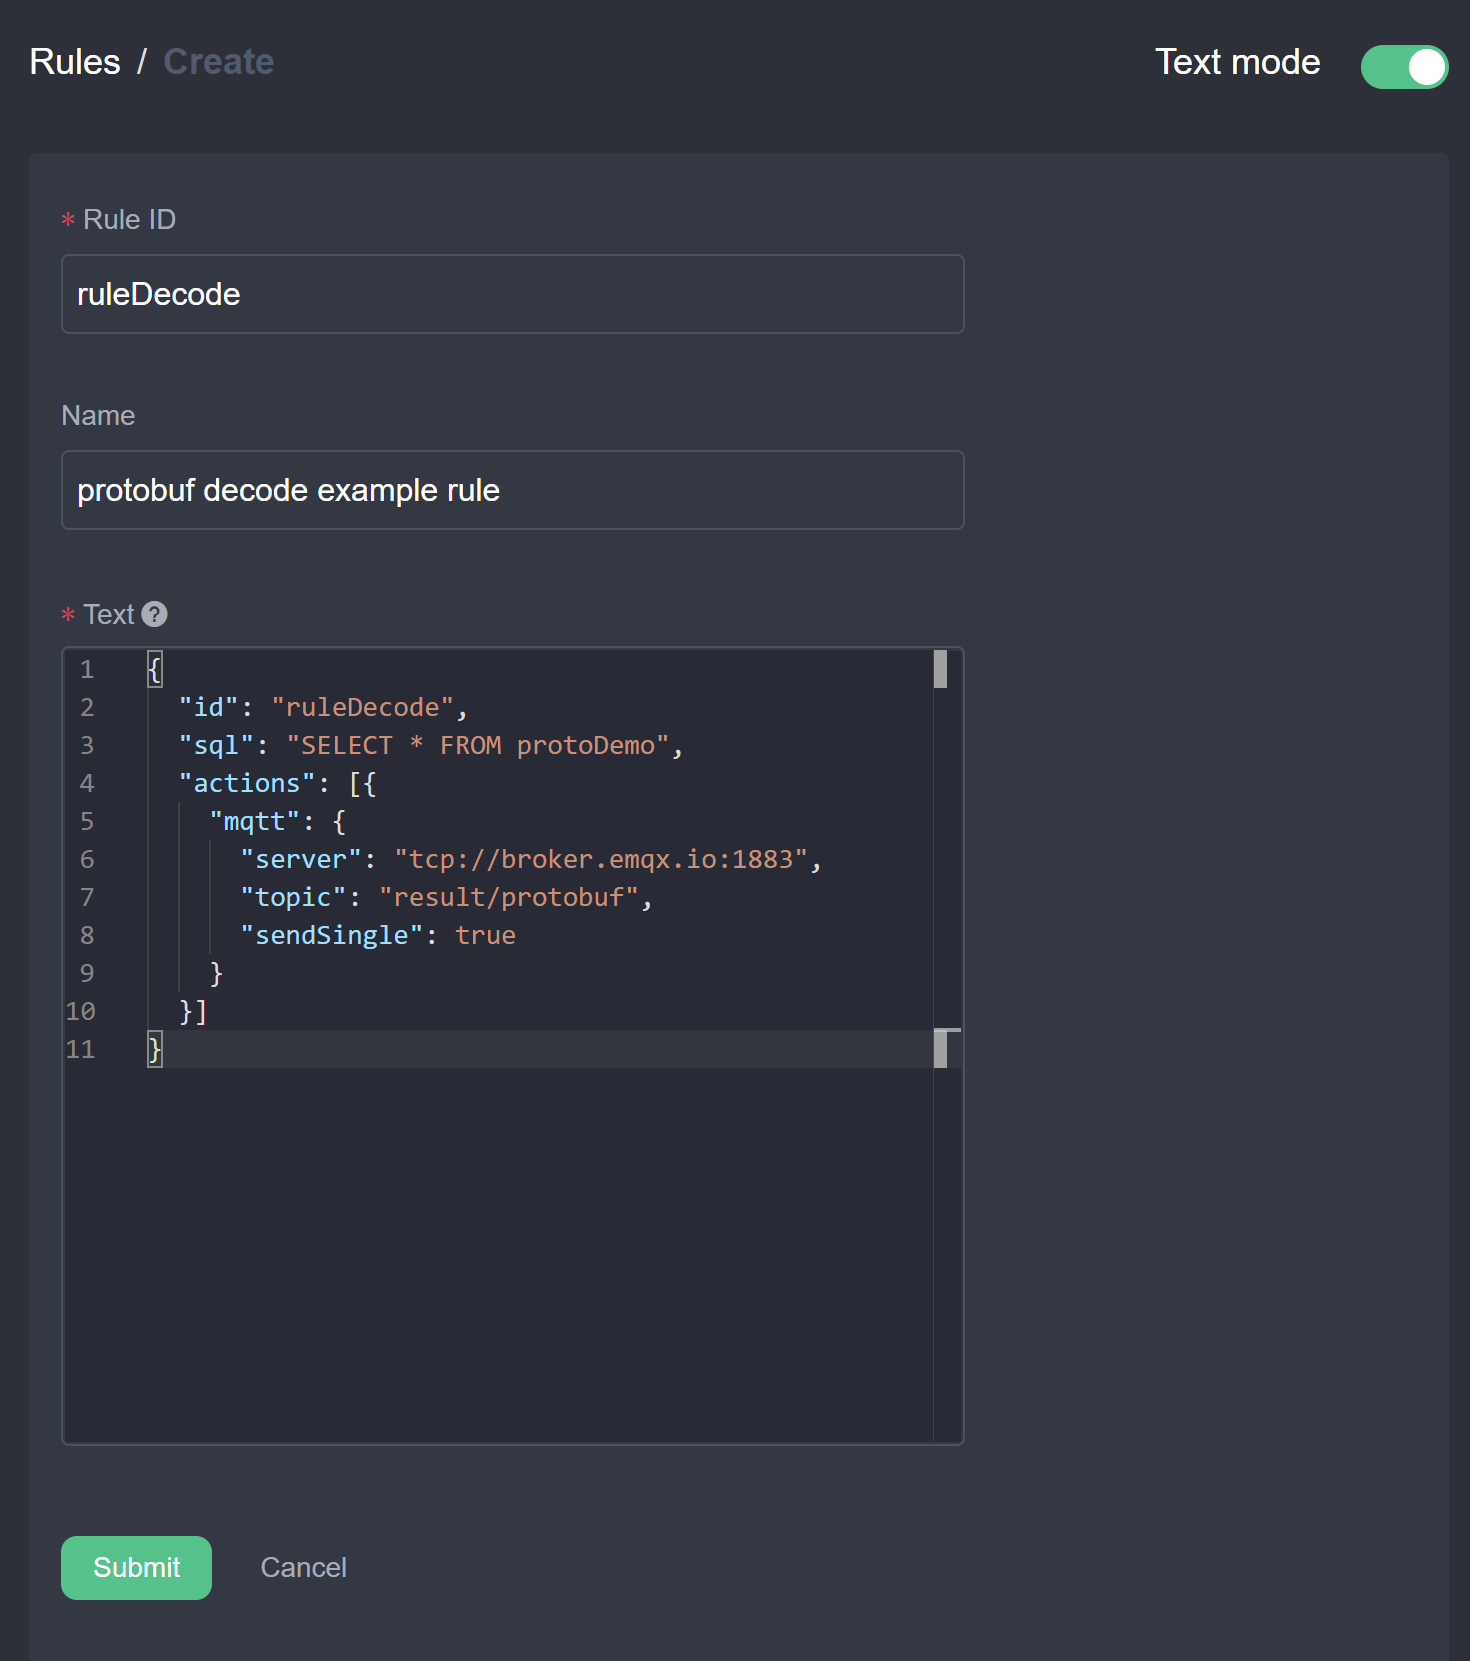 Rules / Create
Text mode
* Rule ID
ruleDecode
Name
protobuf decode example rule
* Text ?
1 {
2   "id": "ruleDecode",
3   "sql": "SELECT * FROM protoDemo",
4   "actions": [{
5     "mqtt": {
6       "server": "tcp://broker.emqx.io:1883",
7       "topic": "result/protobuf",
8       "sendSingle": true
9     }
10   }]
11 }
Submit
Cancel